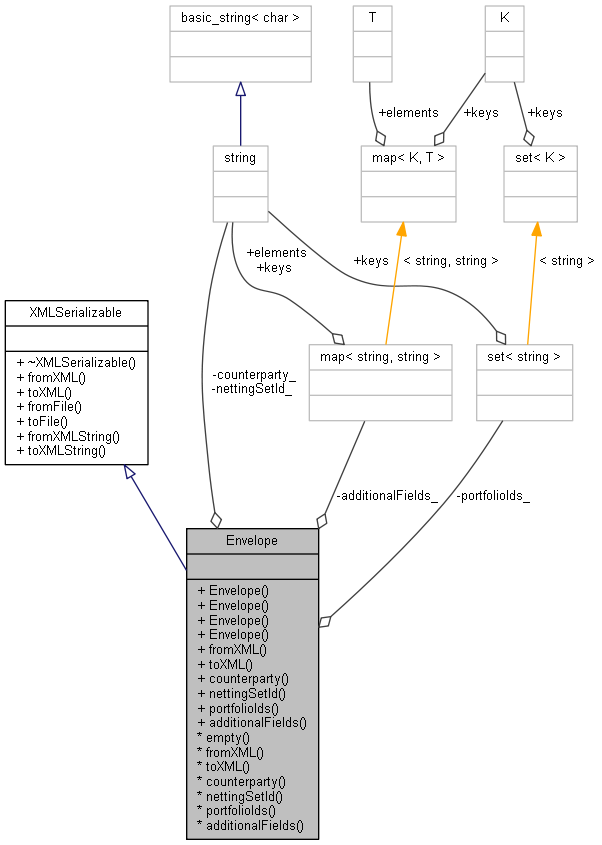 basic_string< char >
T
K
+elements
+keys
+keys
string
map< K, T >
set< K >
+elements
+keys
+keys
< string, string >
< string >
XMLSerializable
+ ~XMLSerializable()
+ fromXML()
+ toXML()
+ fromFile()
+ toFile()
+ fromXMLString()
+ toXMLString()
map< string, string >
set< string >
-counterparty_
-nettingSetId_
-additionalFields_
-portfolioIds_
Envelope
+ Envelope()
+ Envelope()
+ Envelope()
+ Envelope()
+ fromXML()
+ toXML()
+ counterparty()
+ nettingSetId()
+ portfolioIds()
+ additionalFields()
* empty()
* fromXML()
* toXML()
* counterparty()
* nettingSetId()
* portfolioIds()
* additionalFields()